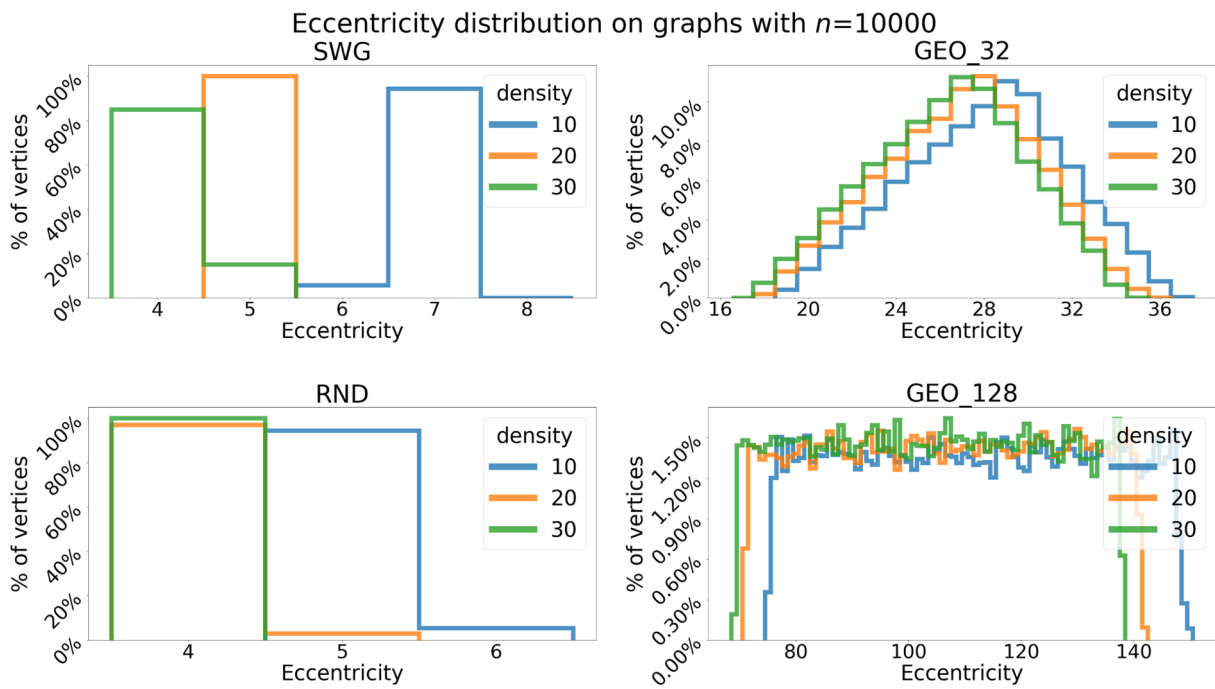 Eccentricity distribution on graphs with n=10000
SWG
% of vertices
100%
80%
60%
40%
20%
0%
4 5 6 7 8
Eccentricity
density
10
20
30
GEO_32
% of vertices
10.0%
8.0%
6.0%
4.0%
2.0%
0.0%
16 20 24 28 32 36
Eccentricity
density
10
20
30
RND
% of vertices
100%
80%
60%
40%
20%
0%
4 5 6
Eccentricity
density
10
20
30
GEO_128
% of vertices
1.50%
1.20%
0.90%
0.60%
0.30%
0.00%
80 100 120 140
Eccentricity
density
10
20
30